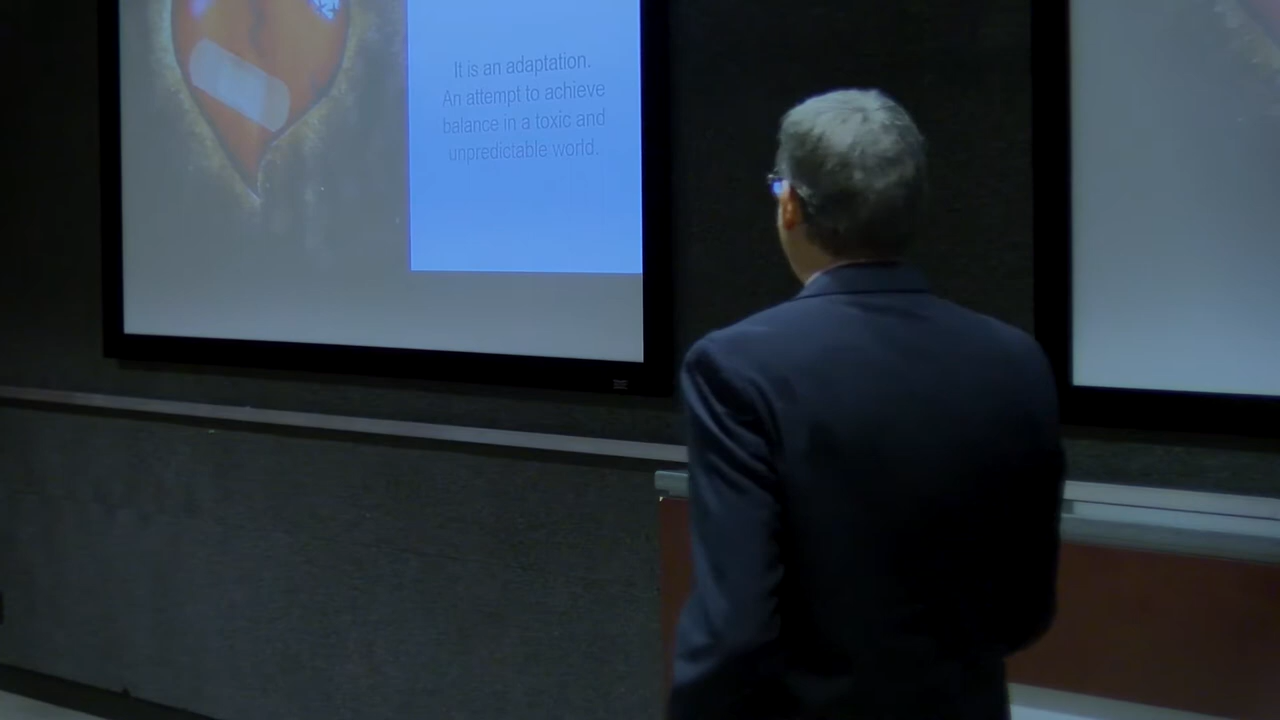 It is an adaptation.
An attempt to achieve
balance in a toxic and
unpredictable world.